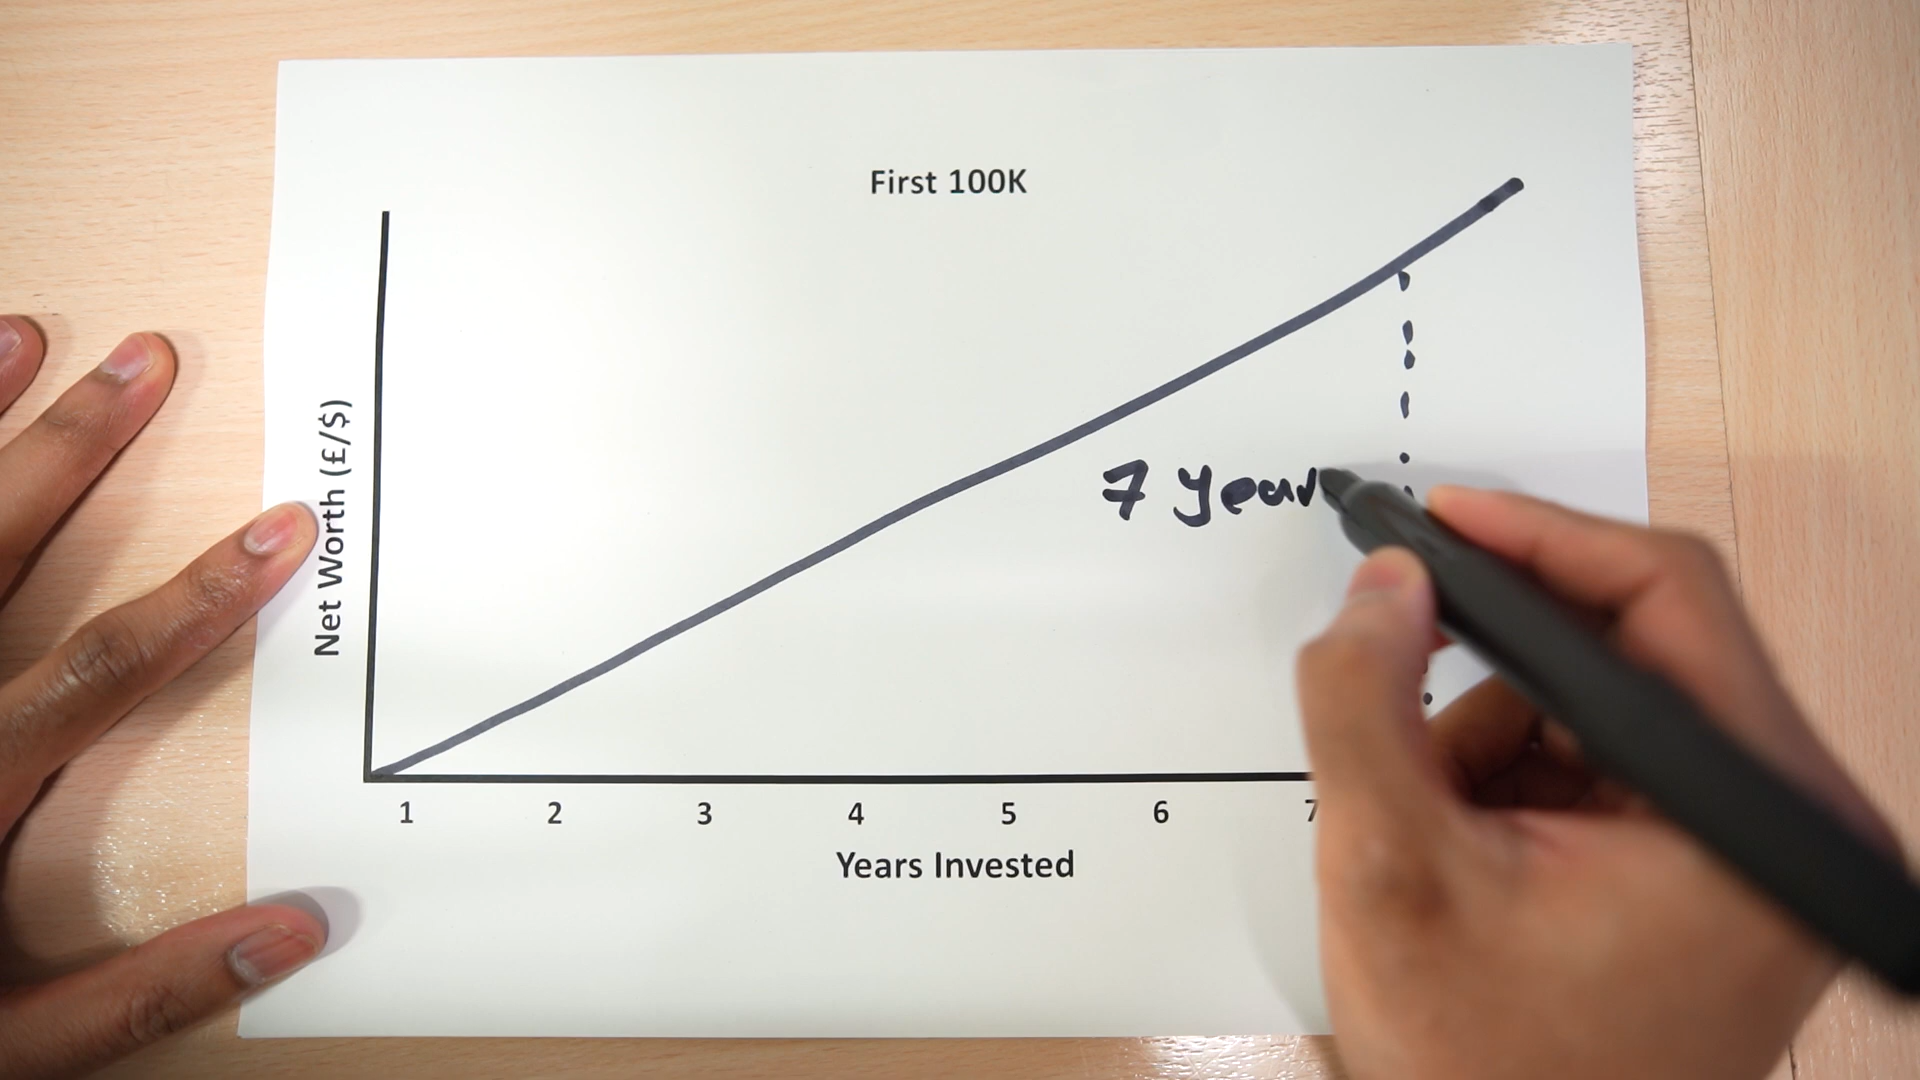 First 100K
Net Worth (£/$)
7 year
1 2 3 4 5 6 7
Years Invested